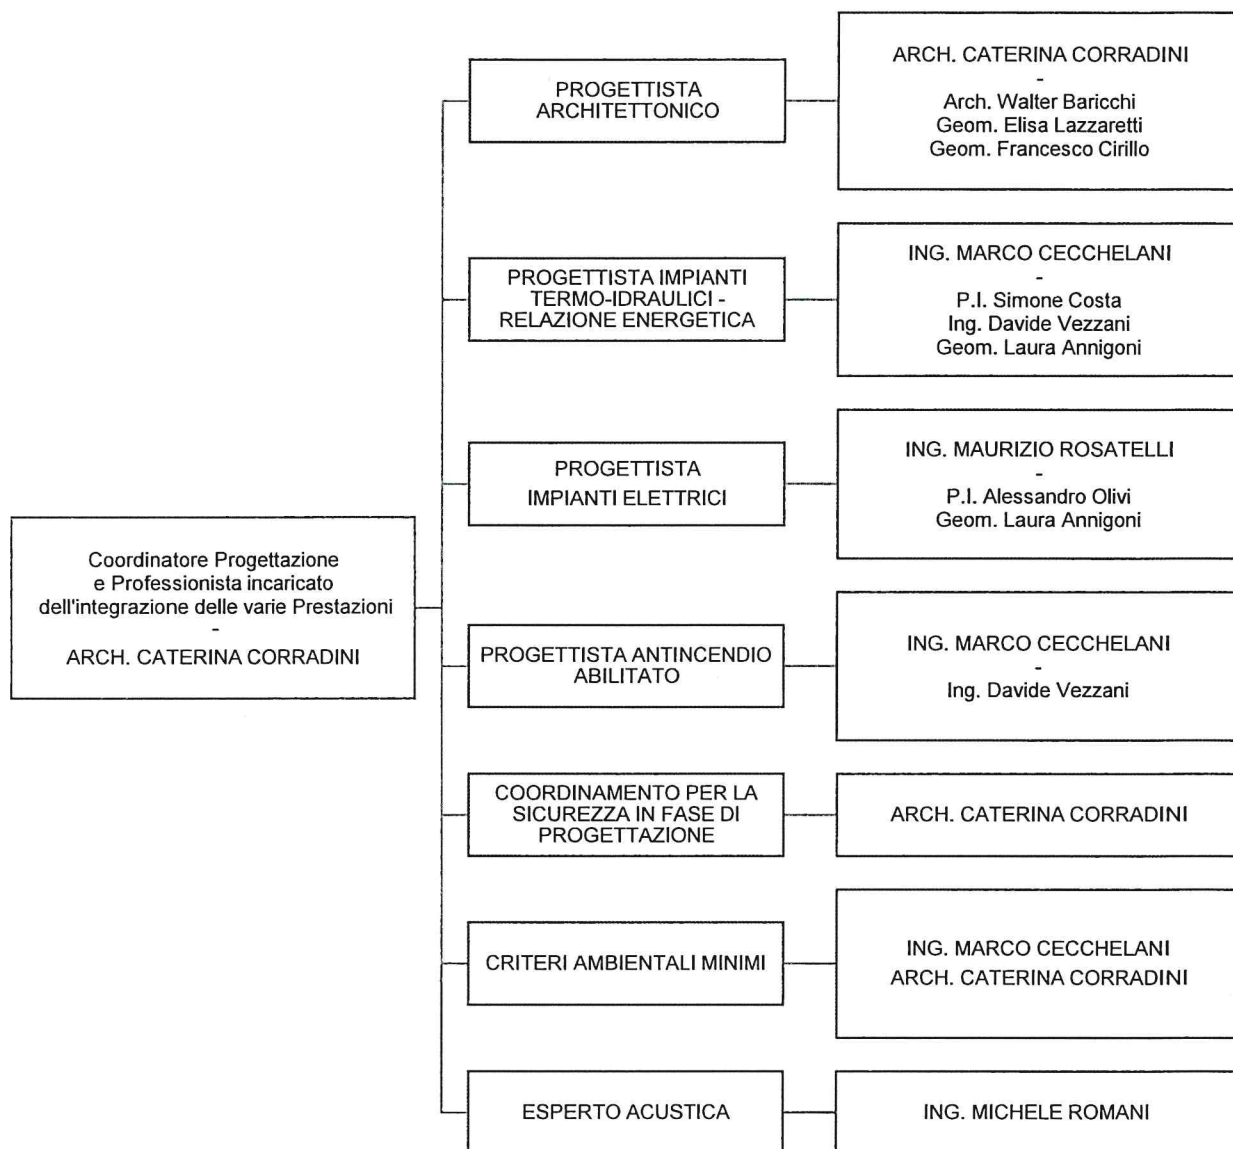 PROGETTISTA
ARCHITETTONICO
ARCH. CATERINA CORRADINI
-
Arch. Walter Baricchi
Geom. Elisa Lazzaretti
Geom. Francesco Cirillo
PROGETTISTA IMPIANTI
TERMO-IDRAULICI -
RELAZIONE ENERGETICA
ING. MARCO CECCHELANI
-
P.I. Simone Costa
Ing. Davide Vezzani
Geom. Laura Annigoni
PROGETTISTA
IMPIANTI ELETTRICI
ING. MAURIZIO ROSATELLI
-
P.I. Alessandro Olivi
Geom. Laura Annigoni
Coordinatore Progettazione
e Professionista incaricato
dell'integrazione delle varie Prestazioni
-
ARCH. CATERINA CORRADINI
PROGETTISTA ANTINCENDIO
ABILITATO
ING. MARCO CECCHELANI
-
Ing. Davide Vezzani
COORDINAMENTO PER LA
SICUREZZA IN FASE DI
PROGETTAZIONE
ARCH. CATERINA CORRADINI
CRITERI AMBIENTALI MINIMI
ING. MARCO CECCHELANI
ARCH. CATERINA CORRADINI
ESPERTO ACUSTICA
ING. MICHELE ROMANI